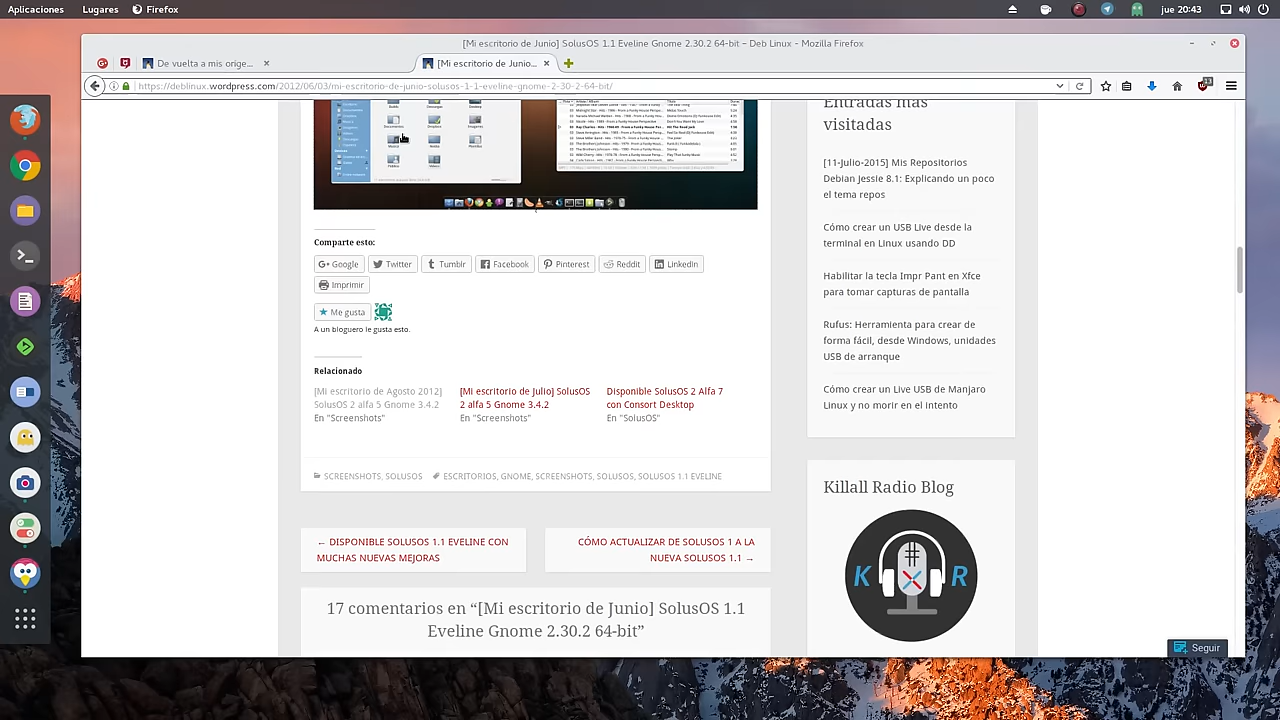 Aplicaciones Lugares Firefox jue 20:43
[Mi escritorio de Junio] SolusOS 1.1 Eveline Gnome 2.30.2 64-bit – Deb Linux - Mozilla Firefox
De vuelta a mis orige...
[Mi escritorio de Junio...
https://deblinux.wordpress.com/2012/06/03/mi-escritorio-de-junio-solusos-1-1-eveline-gnome-2-30-2-64-bit/
Comparte esto:
Google Twitter Tumblr Facebook Pinterest Reddit LinkedIn
Imprimir
Me gusta
A un bloguero le gusta esto.
Relacionado
[Mi escritorio de Agosto 2012]
SolusOS 2 alfa 5 Gnome 3.4.2
En "Screenshots"
[Mi escritorio de Julio] SolusOS
2 alfa 5 Gnome 3.4.2
En "Screenshots"
Disponible SolusOS 2 Alfa 7
con Consort Desktop
En "SolusOS"
SCREENSHOTS, SOLUSOS ESCRITORIOS, GNOME, SCREENSHOTS, SOLUSOS, SOLUSOS 1.1 EVELINE
← DISPONIBLE SOLUSOS 1.1 EVELINE CON
MUCHAS NUEVAS MEJORAS
CÓMO ACTUALIZAR DE SOLUSOS 1 A LA
NUEVA SOLUSOS 1.1 →
17 comentarios en “[Mi escritorio de Junio] SolusOS 1.1
Eveline Gnome 2.30.2 64-bit”
Entradas más
visitadas
[11-Julio-2015] Mis Repositorios
Debian Jessie 8.1: Explicando un poco
el tema repos
Cómo crear un USB Live desde la
terminal en Linux usando DD
Habilitar la tecla Impr Pant en Xfce
para tomar capturas de pantalla
Rufus: Herramienta para crear de
forma fácil, desde Windows, unidades
USB de arranque
Cómo crear un Live USB de Manjaro
Linux y no morir en el intento
Killall Radio Blog
K R
Seguir